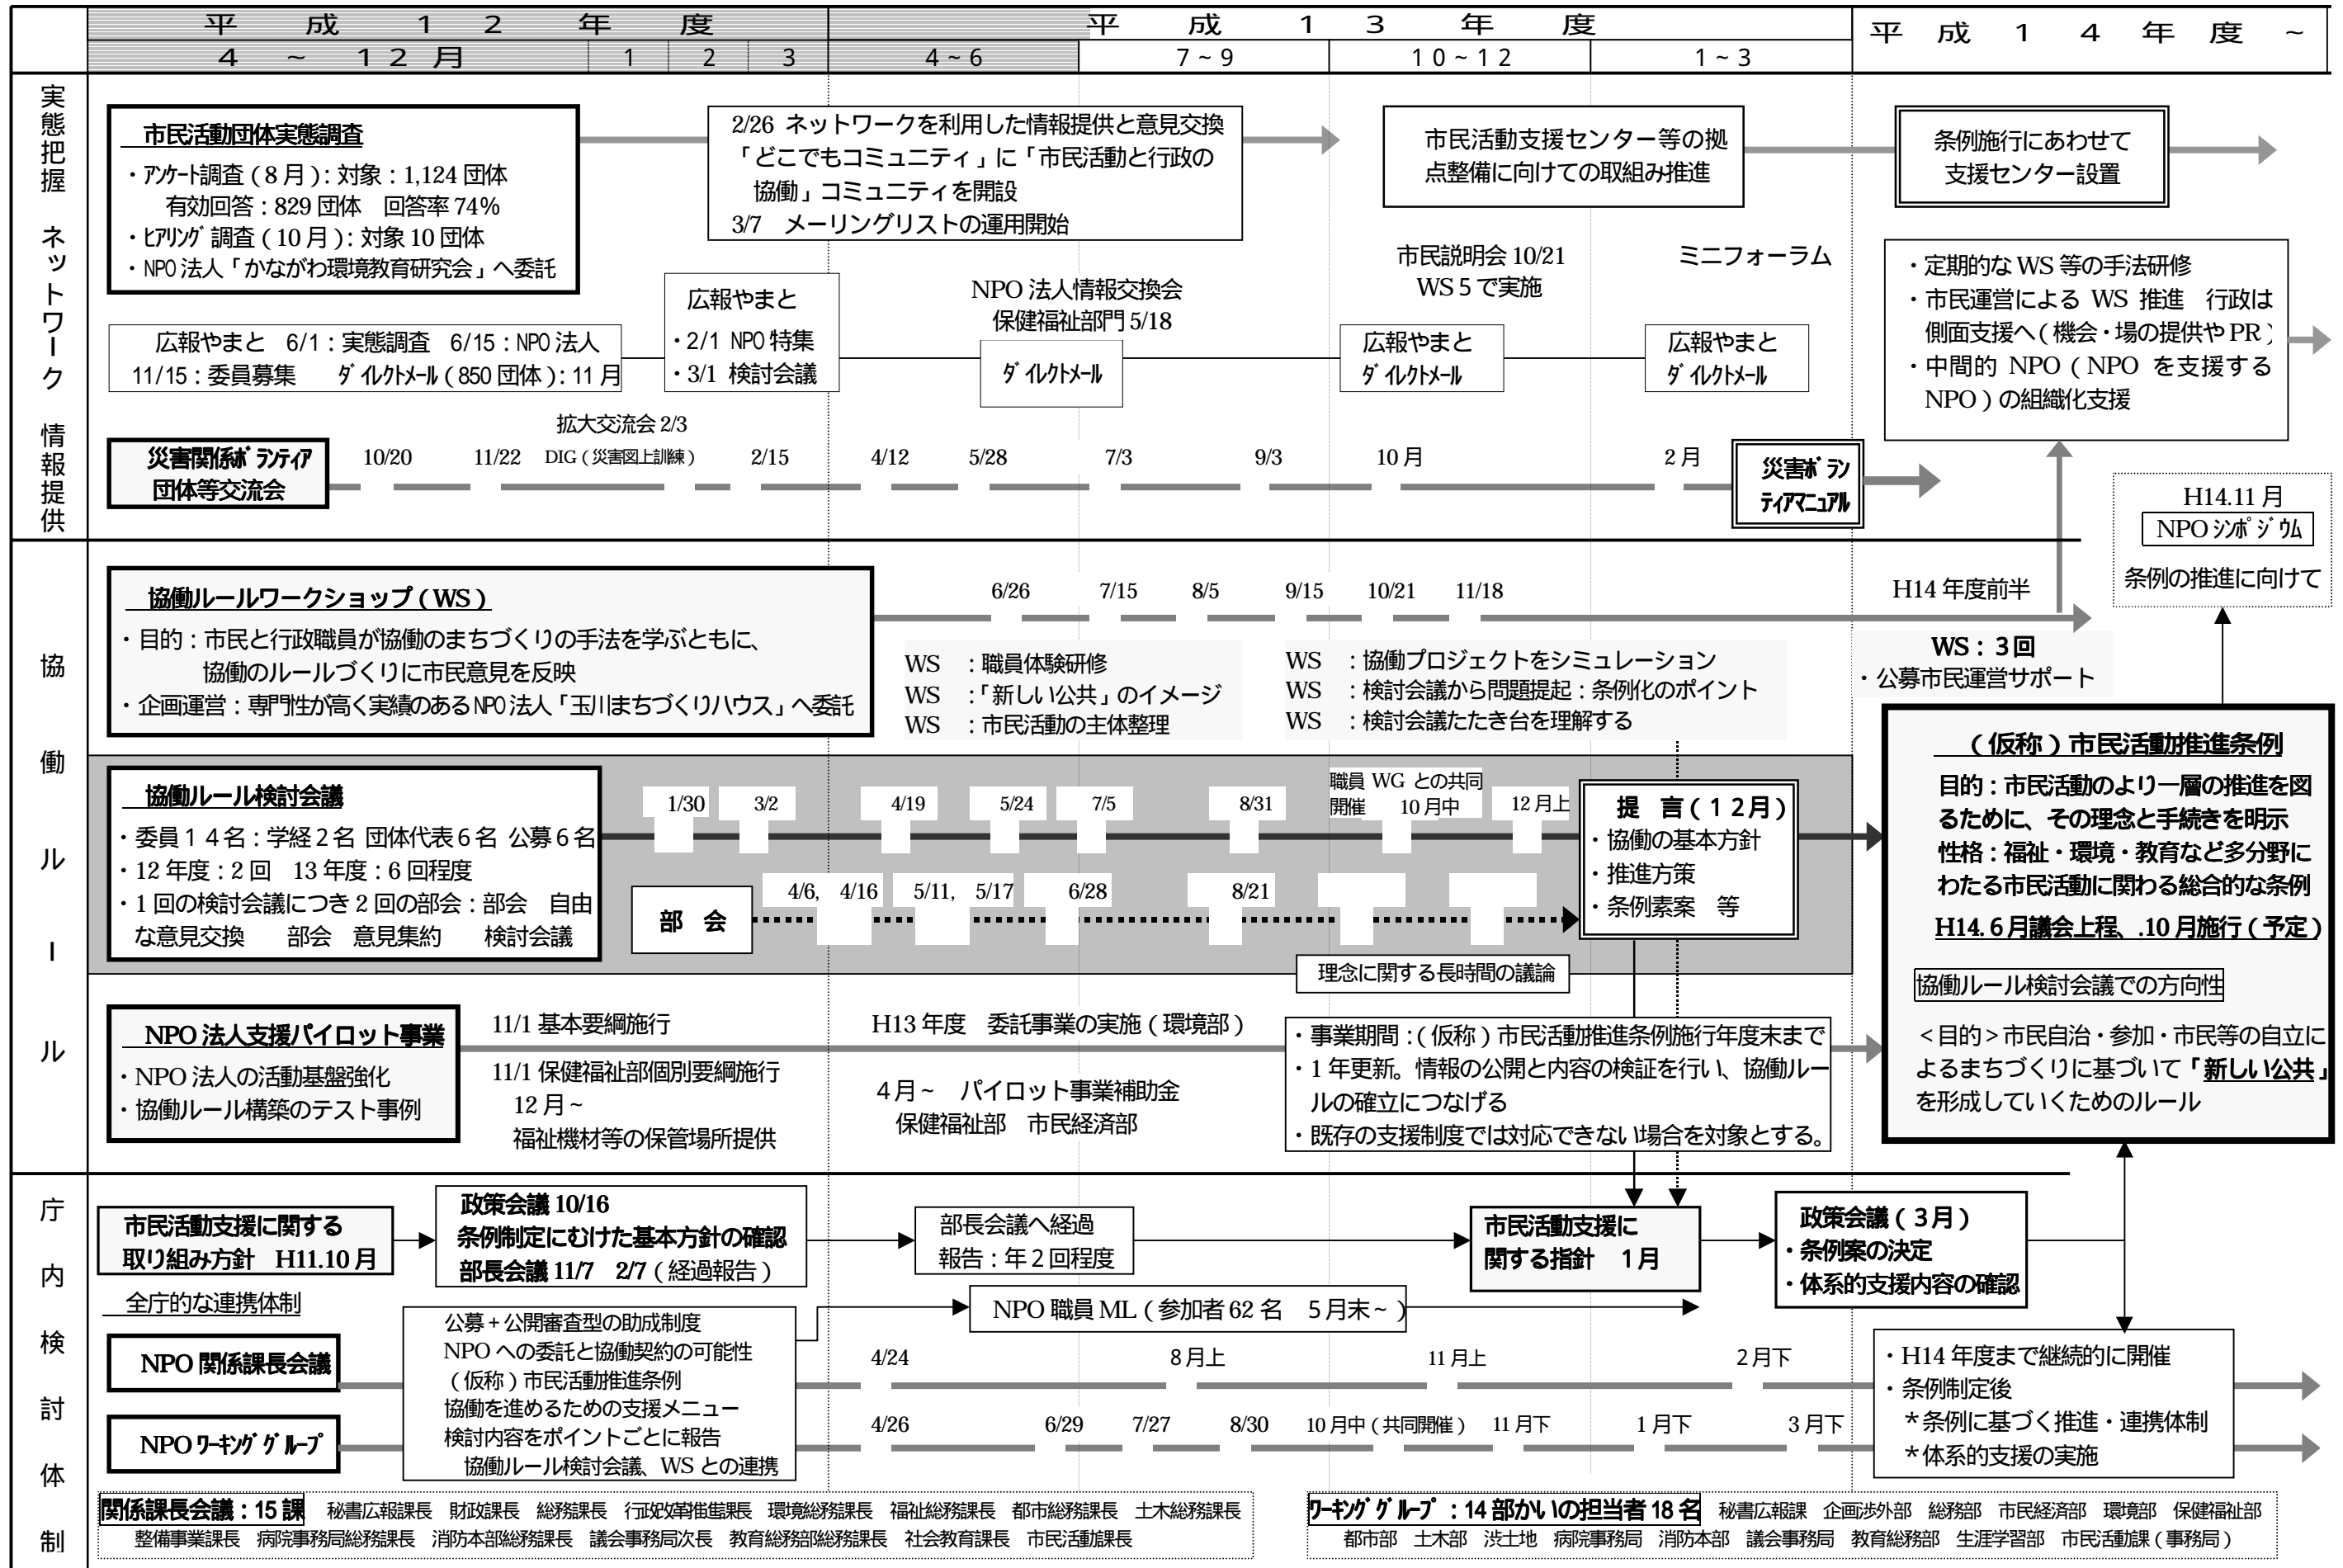 平成１２年度
平成１３年度
平成１４年度～
４～１２月
1
2
3
4～6
7～9
10～12
1～3
実態把握　ネットワーク　情報提供
市民活動団体実態調査
・アンケート調査（8月）：対象：1,124団体
有効回答：829団体　回答率74%
・ヒアリング調査（10月）：対象10団体
・NPO法人「かながわ環境教育研究会」へ委託
2/26 ネットワークを利用した情報提供と意見交換
「どこでもコミュニティ」に「市民活動と行政の
協働」コミュニティを開設
3/7　メーリングリストの運用開始
市民活動支援センター等の拠
点整備に向けての取組み推進
条例施行にあわせて
支援センター設置
広報やまと　6/1：実態調査　6/15：NPO法人
11/15：委員募集　ダイレクトメール（850団体）：11月
広報やまと
・2/1 NPO特集
・3/1 検討会議
NPO法人情報交換会
保健福祉部門5/18
ダイレクトメール
市民説明会10/21
WS５で実施
広報やまと
ダイレクトメール
ミニフォーラム
広報やまと
ダイレクトメール
・定期的なWS等の手法研修
・市民運営によるWS推進　行政は
側面支援へ（機会・場の提供やPR）
・中間的NPO（NPOを支援する
NPO）の組織化支援
災害関係ボランティア
団体等交流会
10/20
11/22
拡大交流会2/3
DIG（災害図上訓練）
2/15
4/12
5/28
7/3
9/3
10月
2月
災害ボラン
ティアマニュアル
H14.11月
NPOシンポジウム
条例の推進に向けて
協働ルール
協働ルールワークショップ（WS）
・目的：市民と行政職員が協働のまちづくりの手法を学ぶともに、
協働のルールづくりに市民意見を反映
・企画運営：専門性が高く実績のあるNPO法人「玉川まちづくりハウス」へ委託
6/26
7/15
8/5
9/15
10/21
11/18
H14年度前半
WS　：職員体験研修
WS　：「新しい公共」のイメージ
WS　：市民活動の主体整理
WS　：協働プロジェクトをシミュレーション
WS　：検討会議から問題提起：条例化のポイント
WS　：検討会議たたき台を理解する
WS：３回
・公募市民運営サポート
協働ルール検討会議
・委員１４名：学経２名 団体代表６名 公募６名
・12年度：2回　13年度：6回程度
・1回の検討会議につき2回の部会：部会　自由
な意見交換　部会　意見集約　検討会議
1/30
3/2
4/19
5/24
7/5
8/31
職員WGとの共同
開催　10月中
12月上
部　会
4/6,　4/16
5/11,　5/17
6/28
8/21
理念に関する長時間の議論
提　言（１２月）
・協働の基本方針
・推進方策
・条例素案　等
（仮称）市民活動推進条例
目的：市民活動のより一層の推進を図
るために、その理念と手続きを明示
性格：福祉・環境・教育など多分野に
わたる市民活動に関わる総合的な条例
H14.６月議会上程、.10月施行（予定）
協働ルール検討会議での方向性
＜目的＞市民自治・参加・市民等の自立に
よるまちづくりに基づいて「新しい公共」
を形成していくためのルール
NPO法人支援パイロット事業
・NPO法人の活動基盤強化
・協働ルール構築のテスト事例
11/1 基本要綱施行
11/1 保健福祉部個別要綱施行
12月～
福祉機材等の保管場所提供
H13年度　委託事業の実施（環境部）
４月～　パイロット事業補助金
保健福祉部　市民経済部
・事業期間：（仮称）市民活動推進条例施行年度末まで
・1年更新。情報の公開と内容の検証を行い、協働ルー
ルの確立につなげる
・既存の支援制度では対応できない場合を対象とする。
庁内検討体制
市民活動支援に関する
取り組み方針　H11.10月
政策会議10/16
条例制定にむけた基本方針の確認
部長会議11/7　2/7（経過報告）
部長会議へ経過
報告：年２回程度
市民活動支援に
関する指針　1月
政策会議（３月）
・条例案の決定
・体系的支援内容の確認
全庁的な連携体制
NPO関係課長会議
NPOワーキンググループ
公募＋公開審査型の助成制度
NPOへの委託と協働契約の可能性
（仮称）市民活動推進条例
協働を進めるための支援メニュー
検討内容をポイントごとに報告
協働ルール検討会議、WSとの連携
NPO職員ML（参加者62名　５月末～）
4/24
8月上
11月上
2月下
4/26
6/29
7/27
8/30
10月中（共同開催）
11月下
1月下
3月下
・H14年度まで継続的に開催
・条例制定後
＊条例に基づく推進・連携体制
＊体系的支援の実施
関係課長会議：15課　秘書広報課長　財政課長　総務課長　行政改革推進課長　環境総務課長　福祉総務課長　都市総務課長　土木総務課長
整備事業課長　病院事務局総務課長　消防本部総務課長　議会事務局次長　教育総務部総務課長　社会教育課長　市民活動課長
ワーキンググループ：14部かいの担当者18名　秘書広報課　企画渉外部　総務部　市民経済部　環境部　保健福祉部
都市部　土木部　渋土地　病院事務局　消防本部　議会事務局　教育総務部　生涯学習部　市民活動課（事務局）